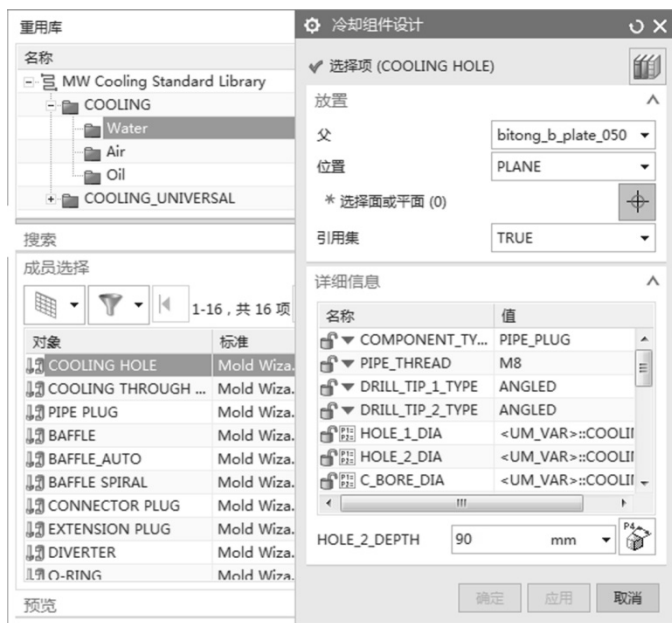 重用库
名称
MW Cooling Standard Library
COOLING
Water
Air
Oil
COOLING_UNIVERSAL
搜索
成员选择
1-16，共 16 项
对象 标准
COOLING HOLE Mold Wiza.
COOLING THROUGH ... Mold Wiza.
PIPE PLUG Mold Wiza.
BAFFLE Mold Wiza.
BAFFLE_AUTO Mold Wiza.
BAFFLE SPIRAL Mold Wiza.
CONNECTOR PLUG Mold Wiza.
EXTENSION PLUG Mold Wiza.
DIVERTER Mold Wiza.
O-RING Mold Wiza.
预览
冷却组件设计
选择项 (COOLING HOLE)
放置
父 bitong_b_plate_050
位置 PLANE
* 选择面或平面 (0)
引用集 TRUE
详细信息
名称 值
COMPONENT_TY... PIPE_PLUG
PIPE_THREAD M8
DRILL_TIP_1_TYPE ANGLED
DRILL_TIP_2_TYPE ANGLED
HOLE_1_DIA <UM_VAR>::COOLI
HOLE_2_DIA <UM_VAR>::COOLI
C_BORE_DIA <UM_VAR>::COOLI
HOLE_2_DEPTH 90 mm
确定 应用 取消